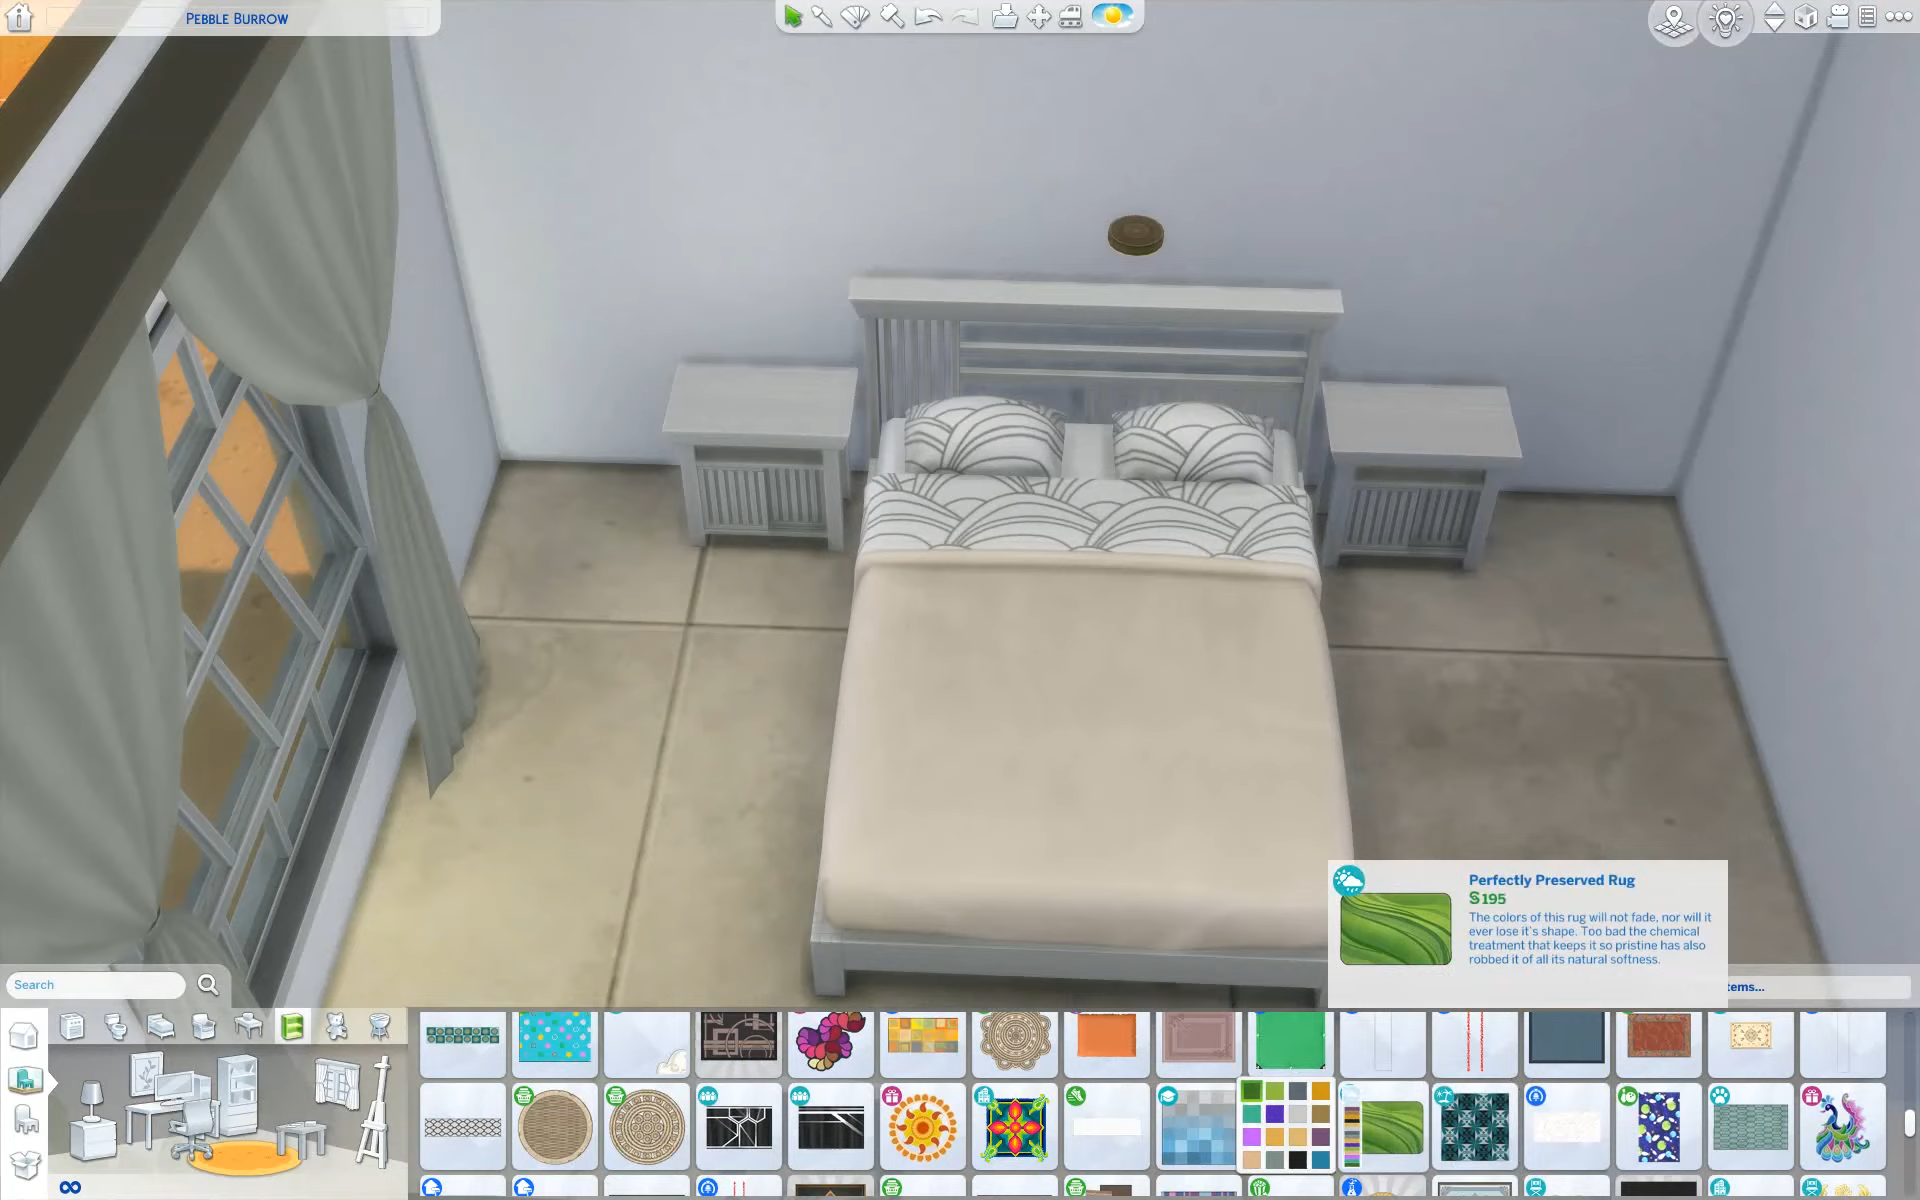 Pebble Burrow
Perfectly Preserved Rug
§195
The colors of this rug will not fade, nor will it
ever lose it's shape. Too bad the chemical
treatment that keeps it so pristine has also
robbed it of all its natural softness.
Search
tems...